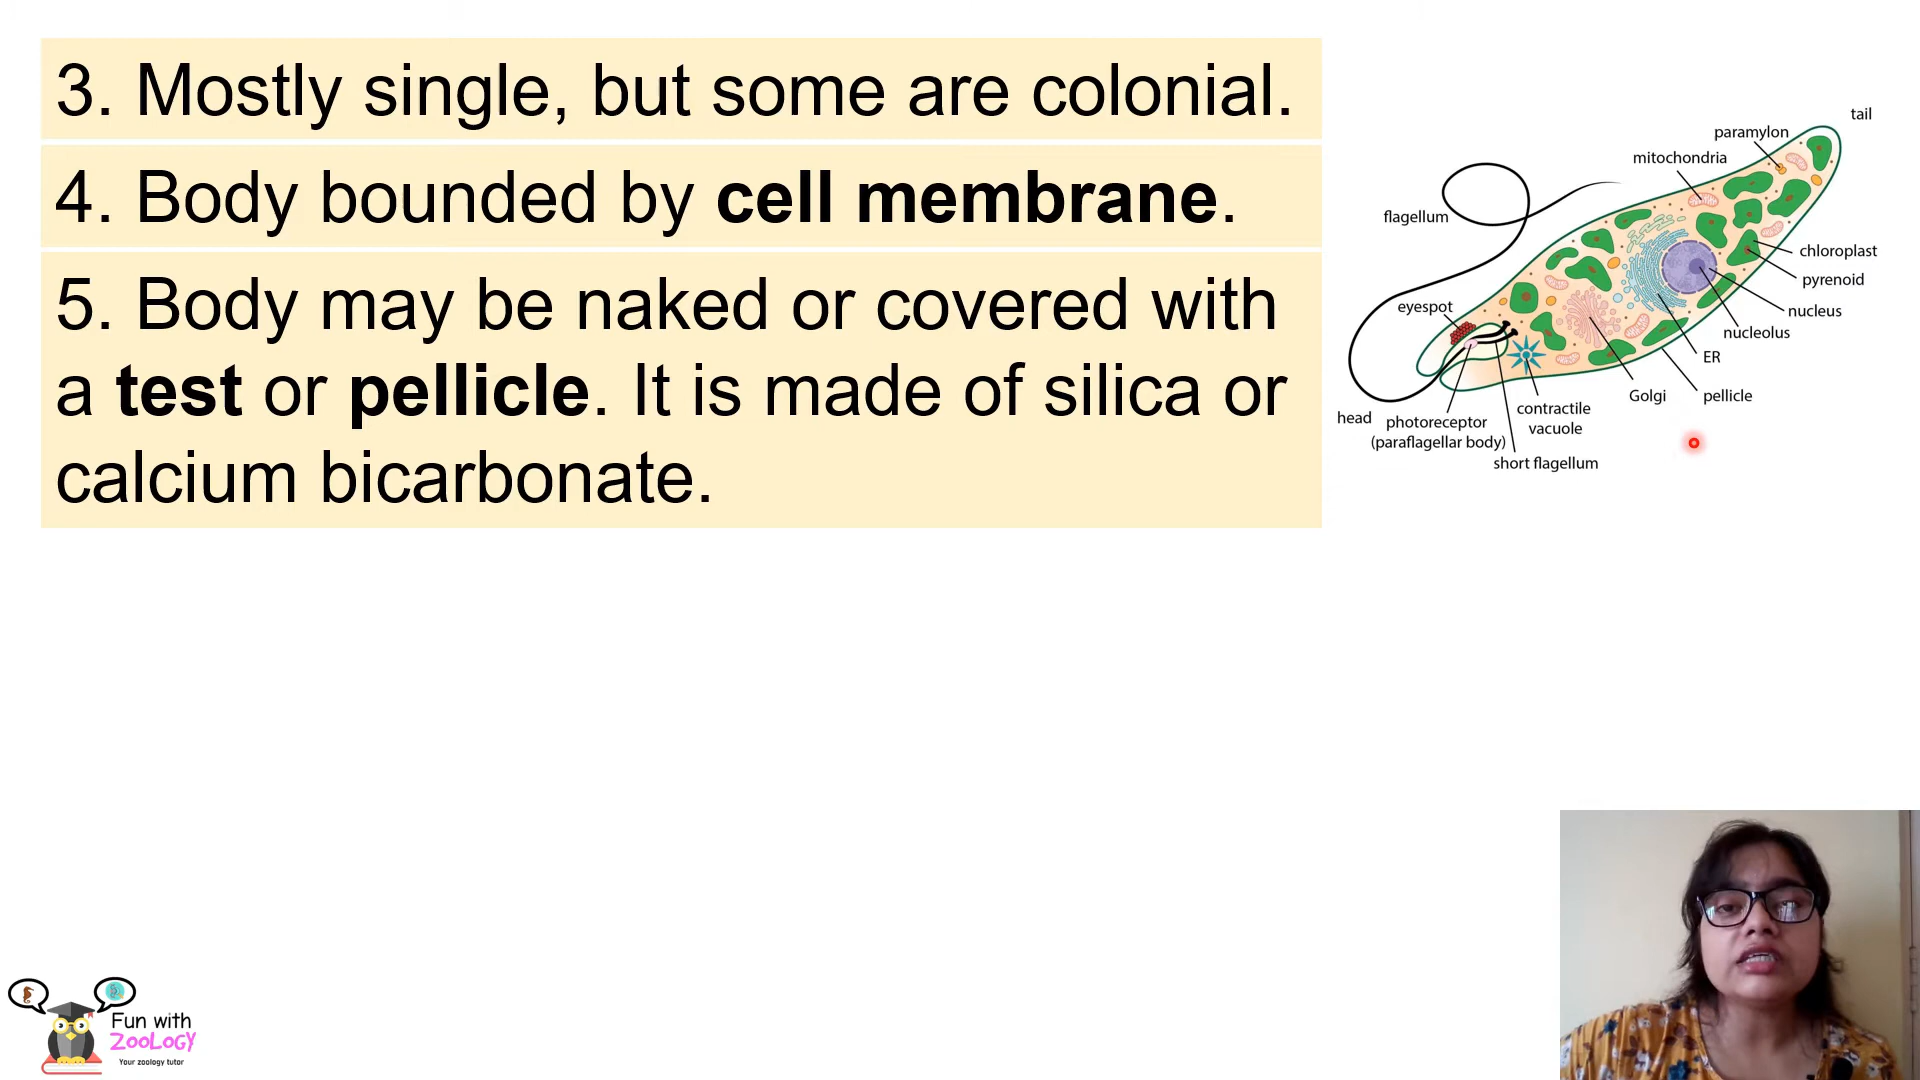 3. Mostly single, but some are colonial.
4. Body bounded by cell membrane.
5. Body may be naked or covered with
a test or pellicle. It is made of silica or
calcium bicarbonate.
tail
paramylon
mitochondria
flagellum
chloroplast
pyrenoid
eyespot
nucleus
nucleolus
ER
Golgi
pellicle
head
photoreceptor
(paraflagellar body)
contractile
vacuole
short flagellum
Fun with
ZOOLOGY
Your zoology tutor